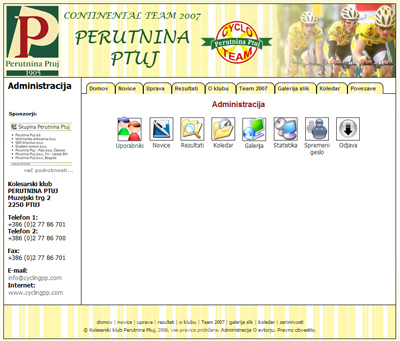 CONTINENTAL TEAM 2007
PERUTNINA
PTUJ
P
Perutnina Ptuj
1905
CYCLO
Perutnina Ptuj
TEAM
Administracija
Domov Novice Uprava Rezultati O klubu Team 2007 Galerija slik Koledar Povezave
Administracija
Sponzorji:
Skupina Perutnina Ptuj
več podrobnosti...
Uporabniki Novice Rezultati Koledar Galerija Statistika Spremeni geslo Odjava
Kolesarski klub
PERUTNINA PTUJ
Muzejski trg 2
2250 PTUJ
Telefon 1:
+386 (0)2 77 86 701
Telefon 2:
+386 (0)2 77 86 700
Fax:
+386 (0)2 77 86 701
E-mail:
info@cyclingpp.com
Internet:
www.cyclingpp.com
domov | novice | uprava | rezultati | o klubu | Team 2007 | galerija slik | koledar | zanimivosti
© Kolesarski klub Perutnina Ptuj, 2006. vse pravice pridržane. Administracija O avtorju. Pravno obvestilo.